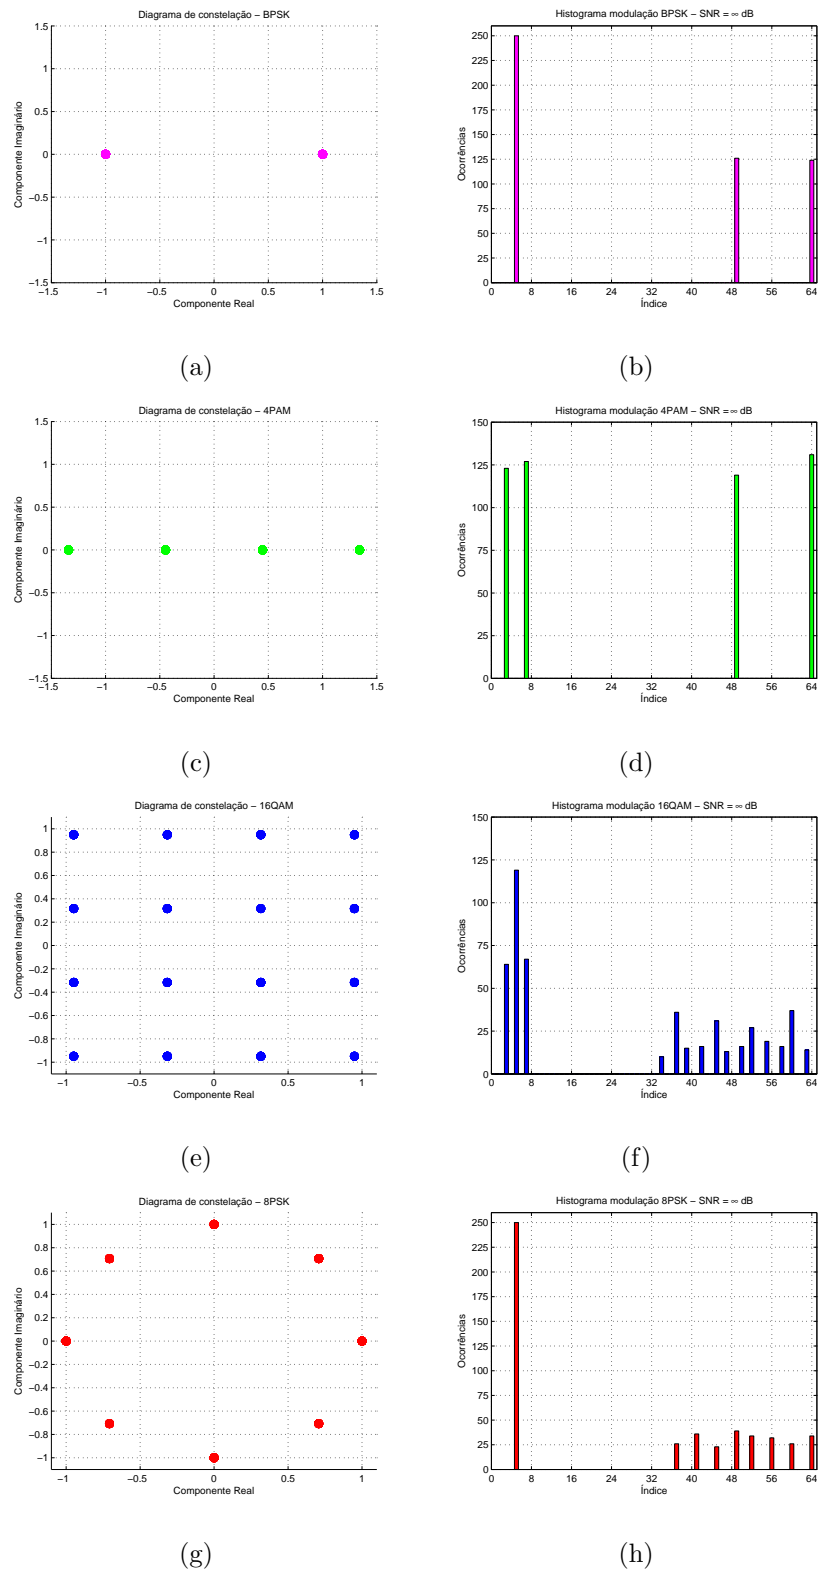 Diagrama de constelação – BPSK
1.5
1
0.5
0
−0.5
−1
−1.5
−1.5 −1 −0.5 0 0.5 1 1.5
Componente Imaginário
Componente Real
(a)
Histograma modulação BPSK – SNR = ∞ dB
250
225
200
175
150
125
100
75
50
25
0
0 8 16 24 32 40 48 56 64
Ocorrências
Índice
(b)
Diagrama de constelação – 4PAM
1.5
1
0.5
0
−0.5
−1
−1.5
−1.5 −1 −0.5 0 0.5 1 1.5
Componente Imaginário
Componente Real
(c)
Histograma modulação 4PAM – SNR = ∞ dB
150
125
100
75
50
25
0
0 8 16 24 32 40 48 56 64
Ocorrências
Índice
(d)
Diagrama de constelação – 16QAM
1
0.8
0.6
0.4
0.2
0
−0.2
−0.4
−0.6
−0.8
−1
−1 −0.5 0 0.5 1
Componente Imaginário
Componente Real
(e)
Histograma modulação 16QAM – SNR = ∞ dB
150
125
100
75
50
25
0
0 8 16 24 32 40 48 56 64
Ocorrências
Índice
(f)
Diagrama de constelação – 8PSK
1
0.8
0.6
0.4
0.2
0
−0.2
−0.4
−0.6
−0.8
−1
−1 −0.5 0 0.5 1
Componente Imaginário
Componente Real
(g)
Histograma modulação 8PSK – SNR = ∞ dB
250
225
200
175
150
125
100
75
50
25
0
0 8 16 24 32 40 48 56 64
Ocorrências
Índice
(h)